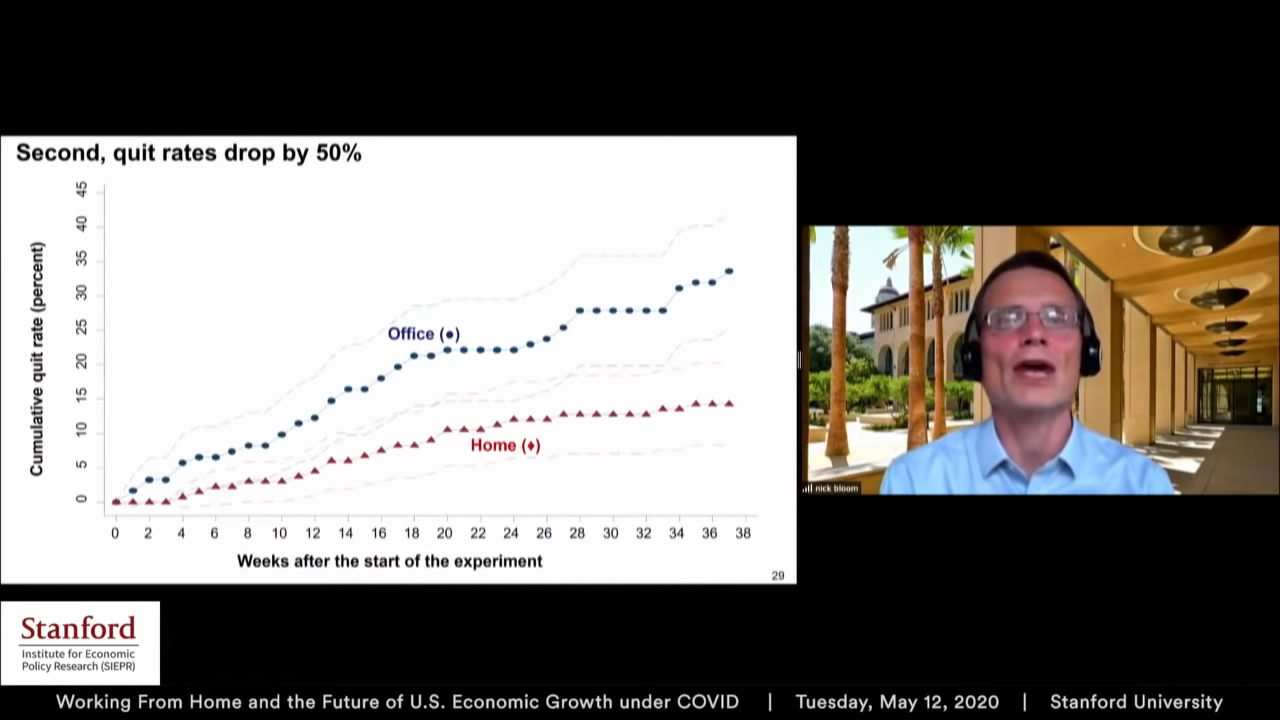 Second, quit rates drop by 50%
Cumulative quit rate (percent)
45
40
35
30
25
20
15
10
5
0
Office (●)
Home (♦)
0 2 4 6 8 10 12 14 16 18 20 22 24 26 28 30 32 34 36 38
Weeks after the start of the experiment
29
nick bloom
Stanford
Institute for Economic
Policy Research (SIEPR)
Working From Home and the Future of U.S. Economic Growth under COVID | Tuesday, May 12, 2020 | Stanford University